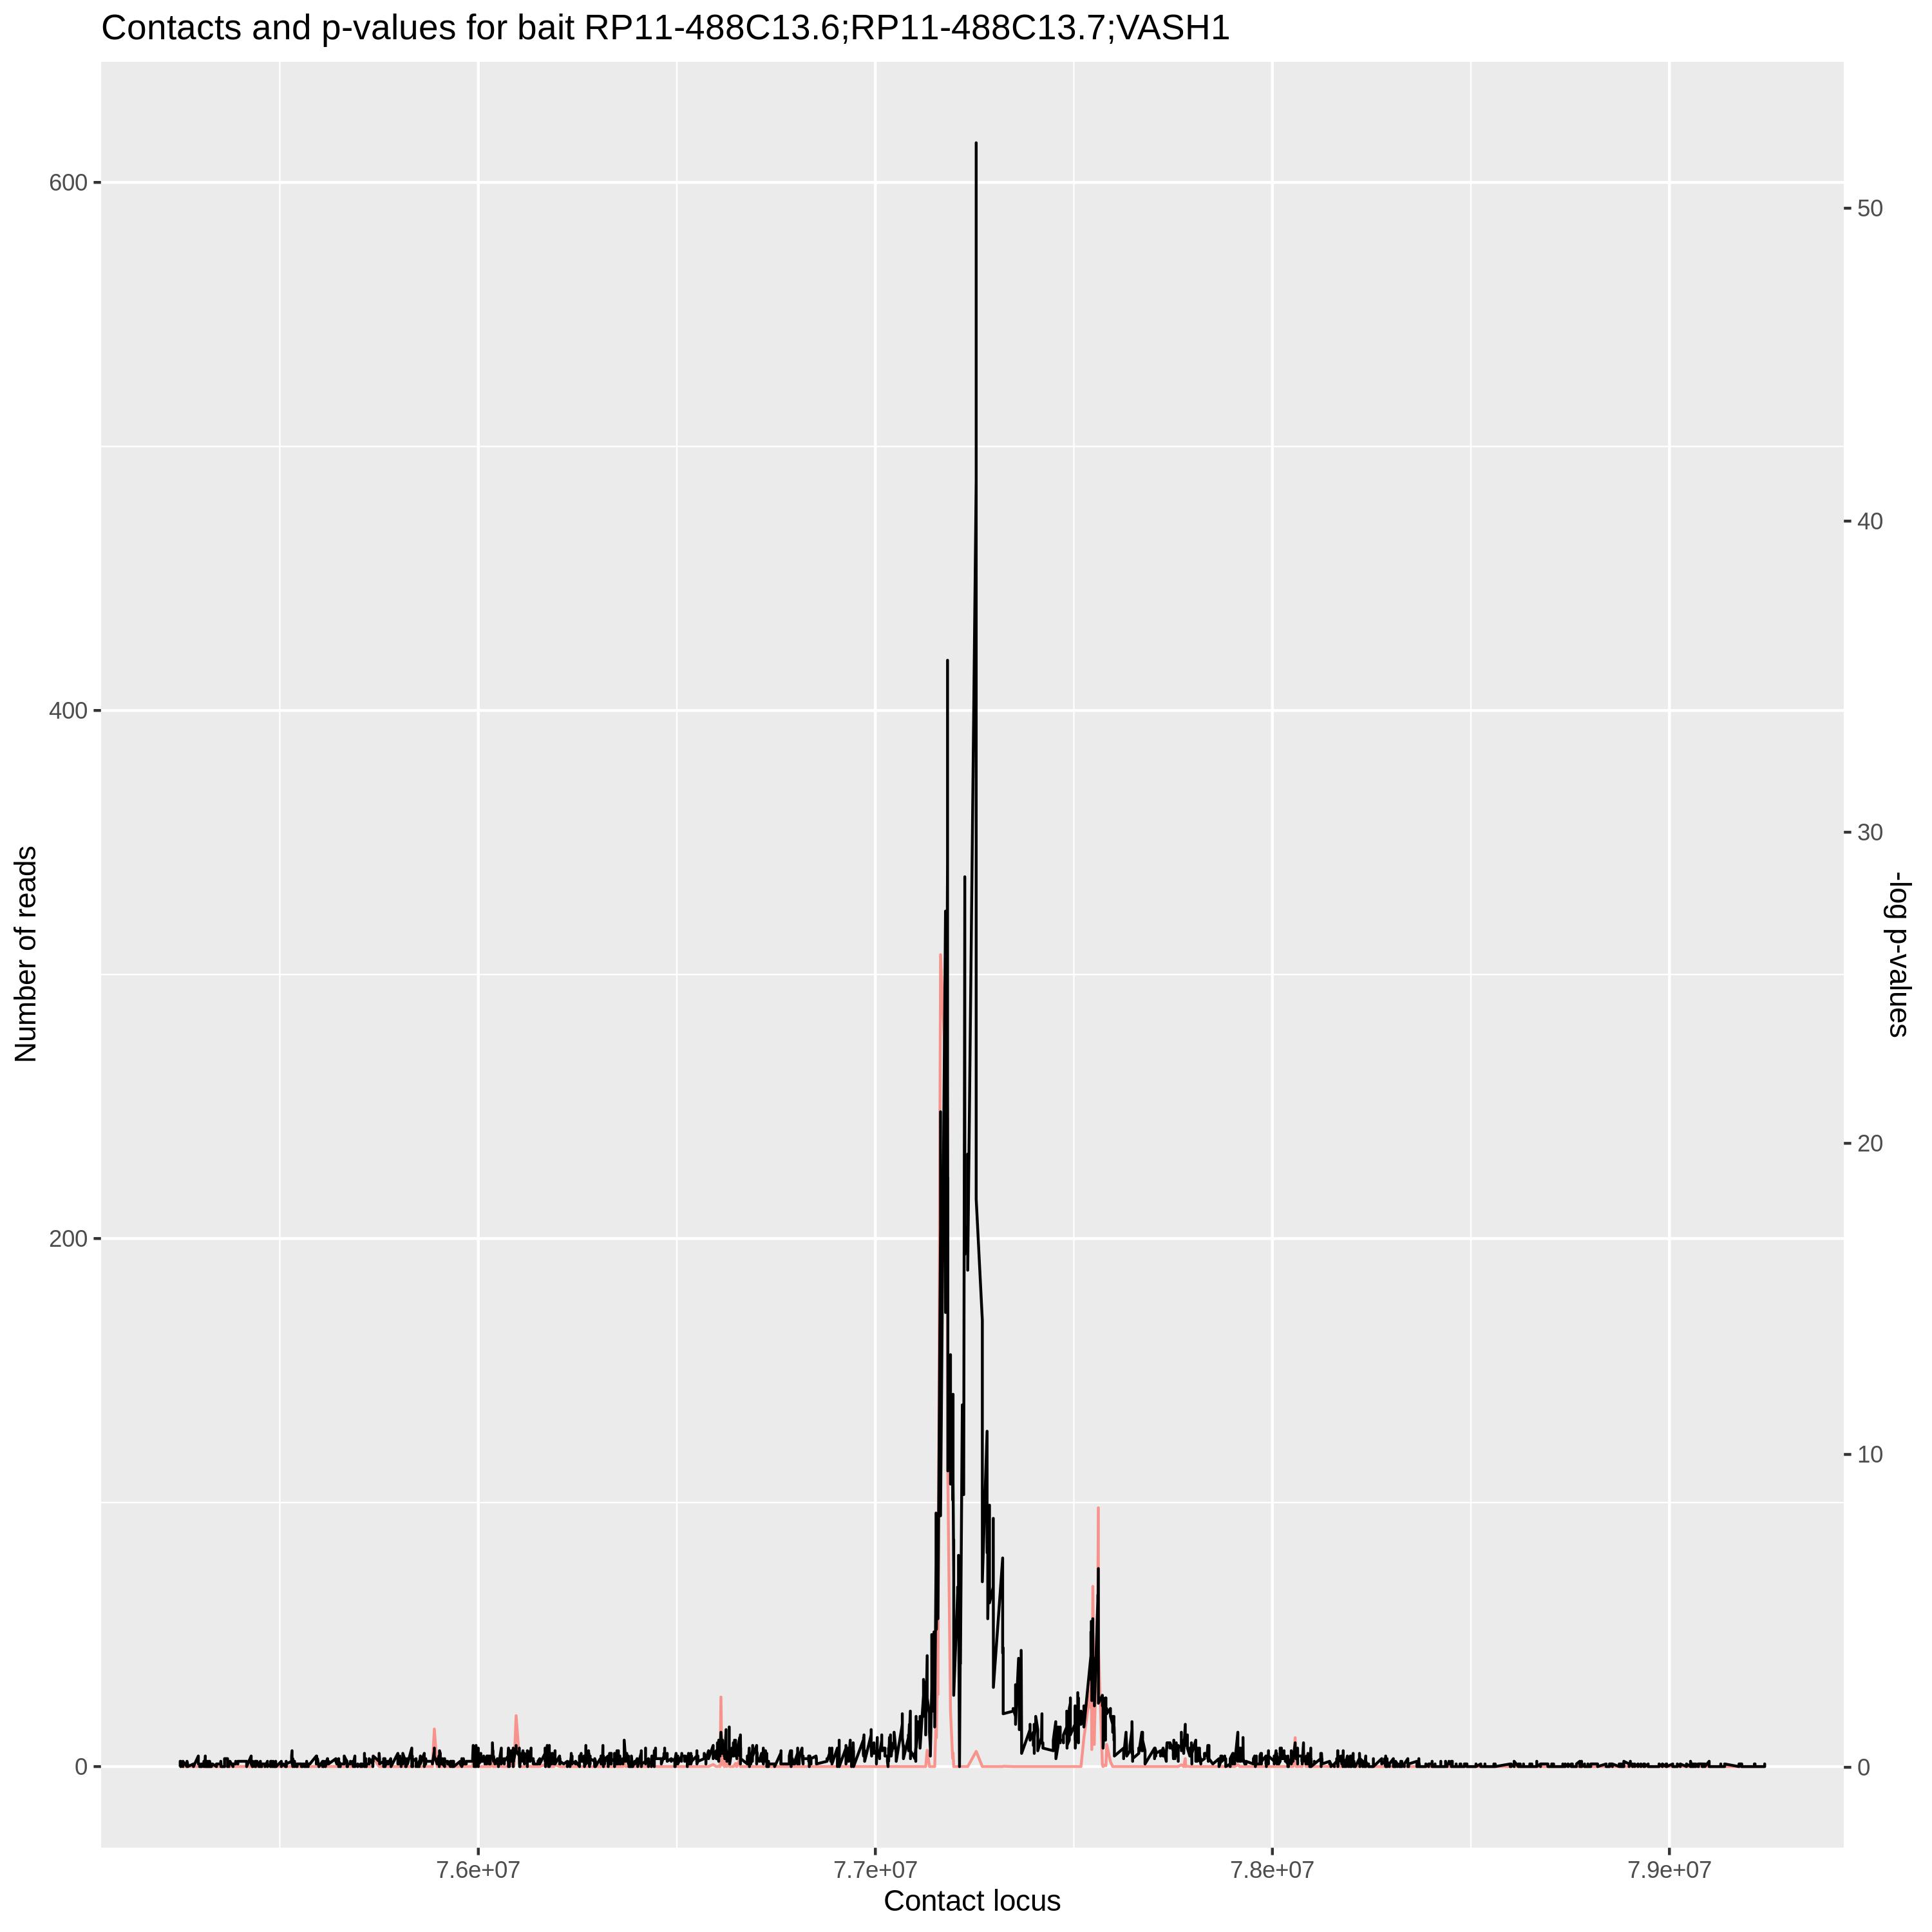 Contacts and p-values for bait RP11-488C13.6;RP11-488C13.7;VASH1
600
400
200
0
Number of reads
50
40
30
20
10
0
-log p-values
7.6e+07
7.7e+07
7.8e+07
7.9e+07
Contact locus